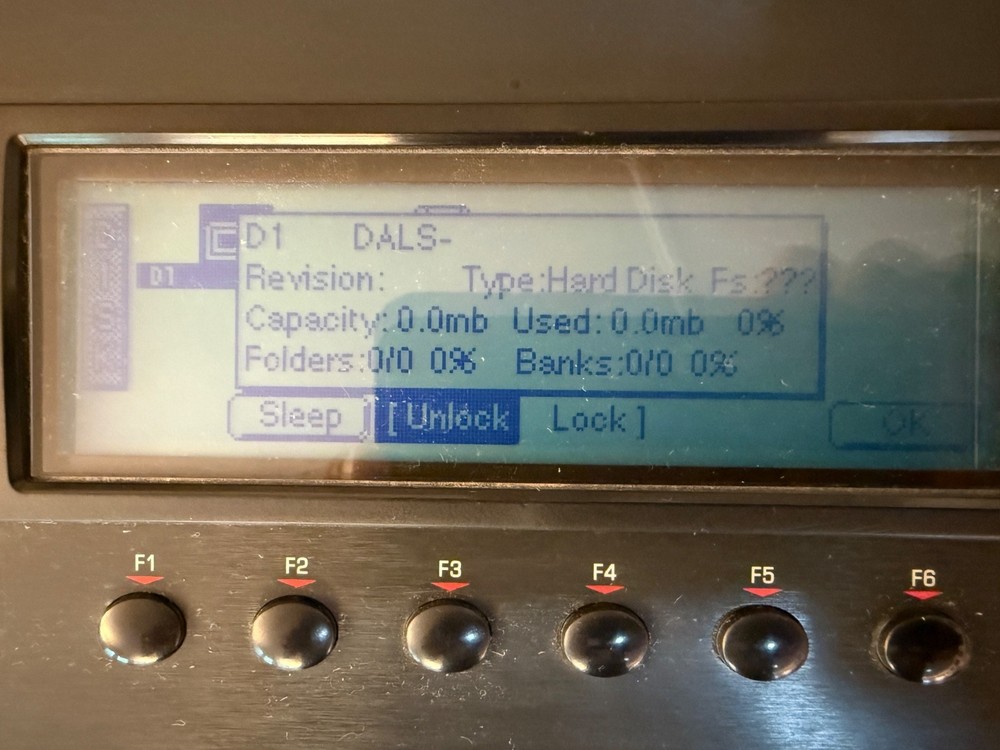 D1 DALS-
D1
Revision: Type:Hard Disk Fs:???
Capacity:0.0mb Used:0.0mb 0%
Folders:0/0 0% Banks:0/0 0%
Sleep [ Unlock Lock ] OK
F1 F2 F3 F4 F5 F6